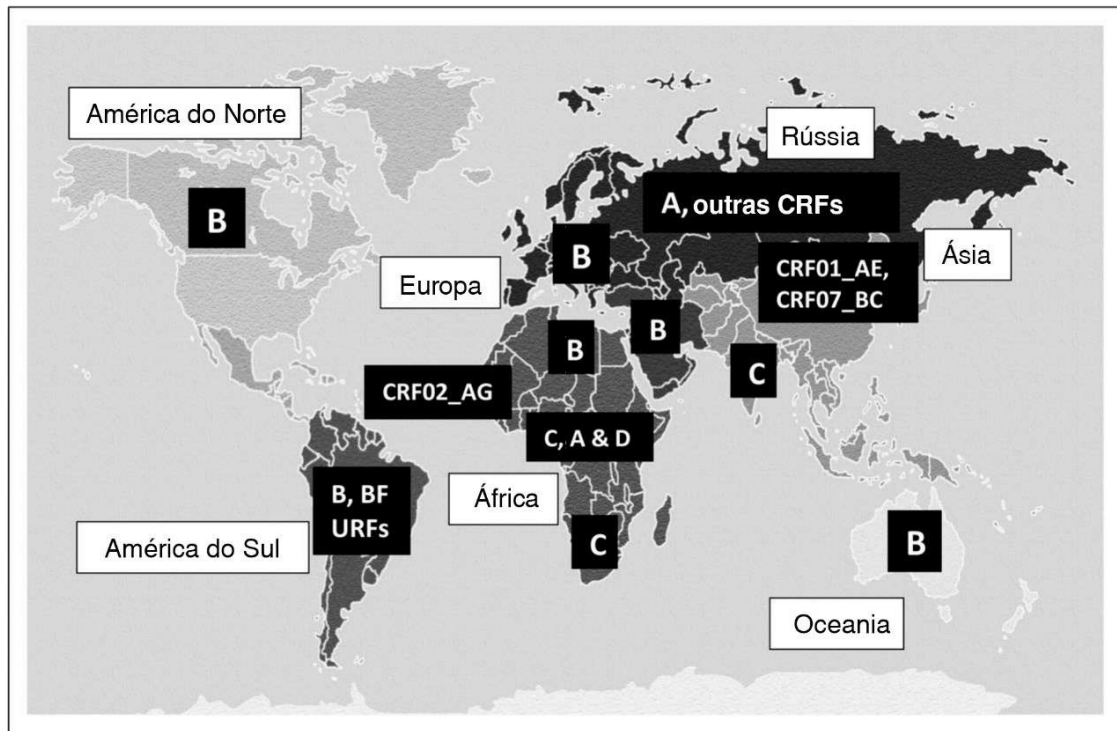 América do Norte
Rússia
B
A, outras CRFs
Ásia
B
CRF01_AE,
CRF07_BC
Europa
B
B
C
CRF02_AG
C, A & D
África
B, BF
URFs
América do Sul
C
B
Oceania